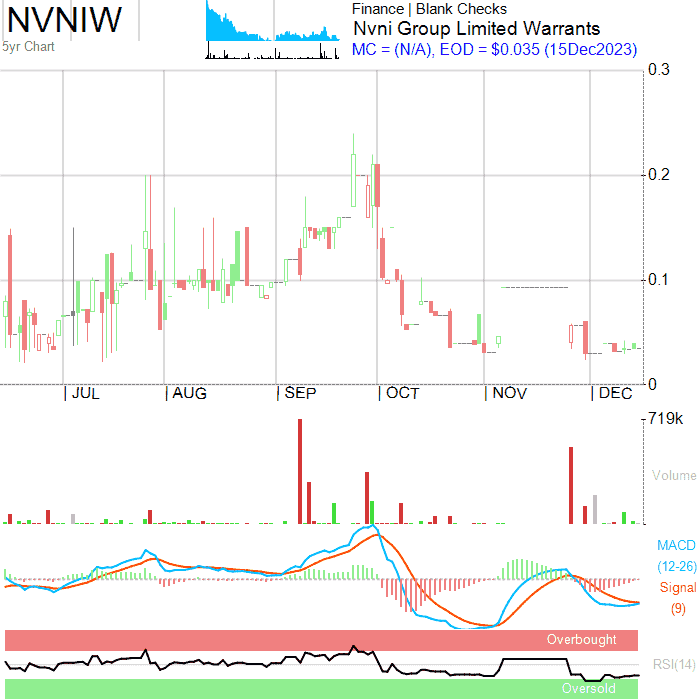 NVNIW
5yr Chart
Finance | Blank Checks
Nvni Group Limited Warrants
MC = (N/A), EOD = $0.035 (15Dec2023)
0.3
0.2
0.1
0
| JUL | AUG | SEP | OCT | NOV | DEC
719k
Volume
MACD
(12-26)
Signal
(9)
Overbought
RSI(14)
Oversold